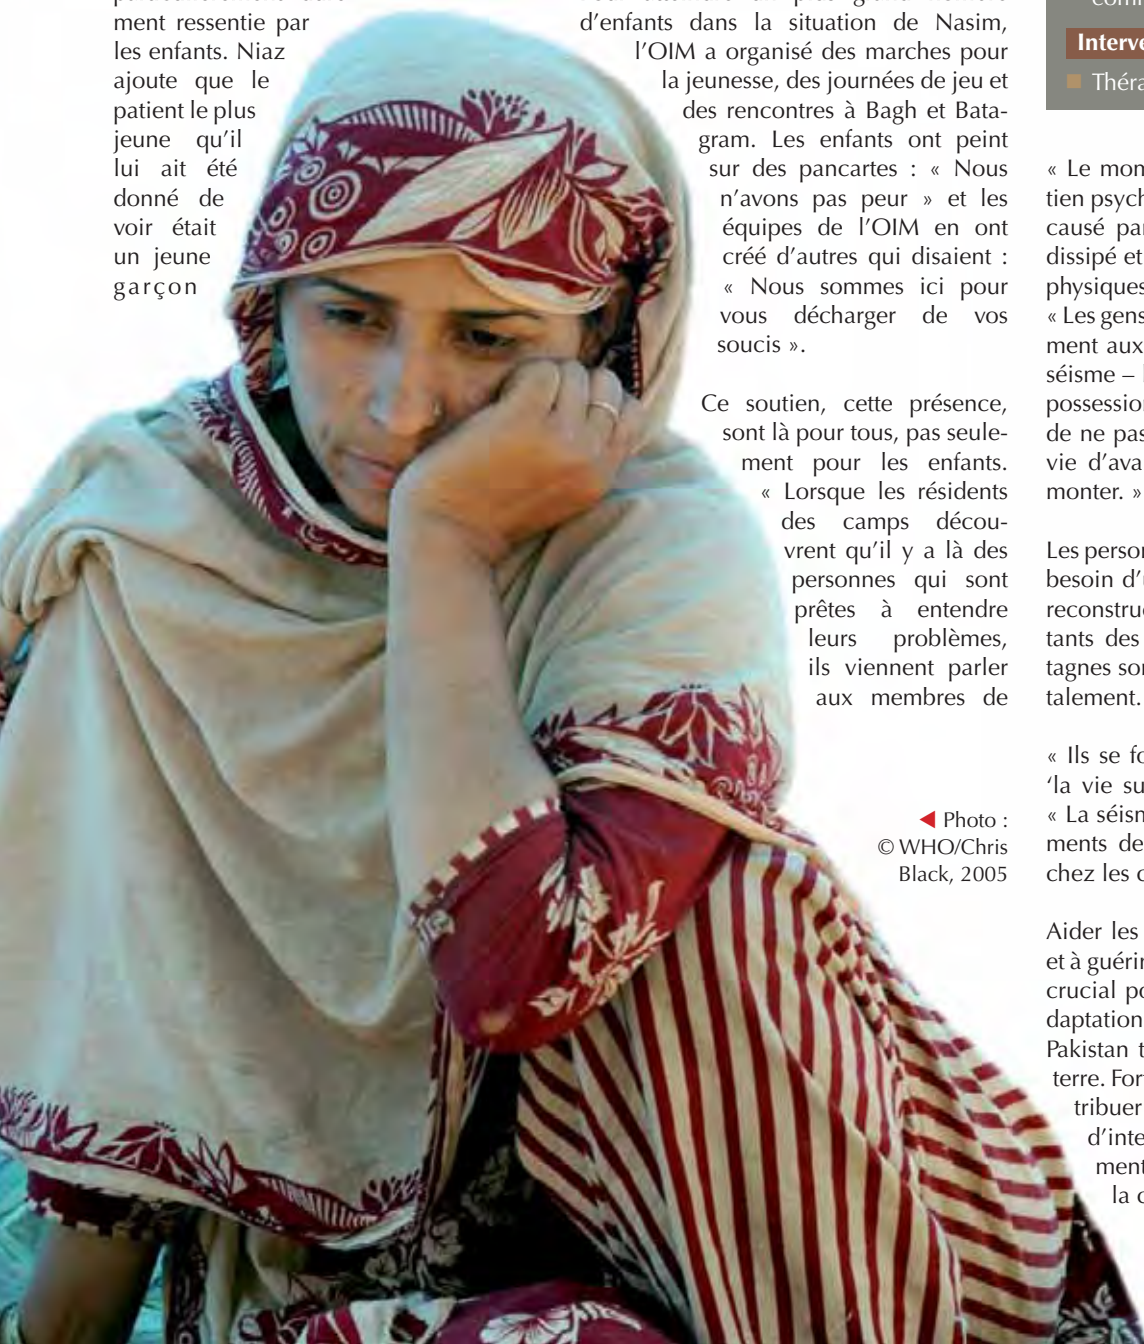 ment ressentie par
les enfants. Niaz
ajoute que le
patient le plus
jeune qu'il
lui ait été
donné de
voir était
un jeune
garçon
d'enfants dans la situation de Nasim,
l'OIM a organisé des marches pour
la jeunesse, des journées de jeu et
des rencontres à Bagh et Bata-
gram. Les enfants ont peint
sur des pancartes : « Nous
n'avons pas peur » et les
équipes de l'OIM en ont
créé d'autres qui disaient :
« Nous sommes ici pour
vous décharger de vos
soucis ».
Ce soutien, cette présence,
sont là pour tous, pas seule-
ment pour les enfants.
« Lorsque les résidents
des camps décou-
vrent qu'il y a là des
personnes qui sont
prêtes à entendre
leurs problèmes,
ils viennent parler
aux membres de
◀ Photo :
© WHO/Chris
Black, 2005
Interve
■ Théra
« Le mon
tien psych
causé par
dissipé et
physiques
« Les gens
ment aux
séisme –
possession
de ne pas
vie d'ava
monter. »
Les person
besoin d'
reconstru
tants des
tagnes so
talement.
« Ils se fo
'la vie su
« La séisn
ments de
chez les
Aider les
et à guérir
crucial po
daptation
Pakistan t
terre. For
tribuer
d'inte
ment
la